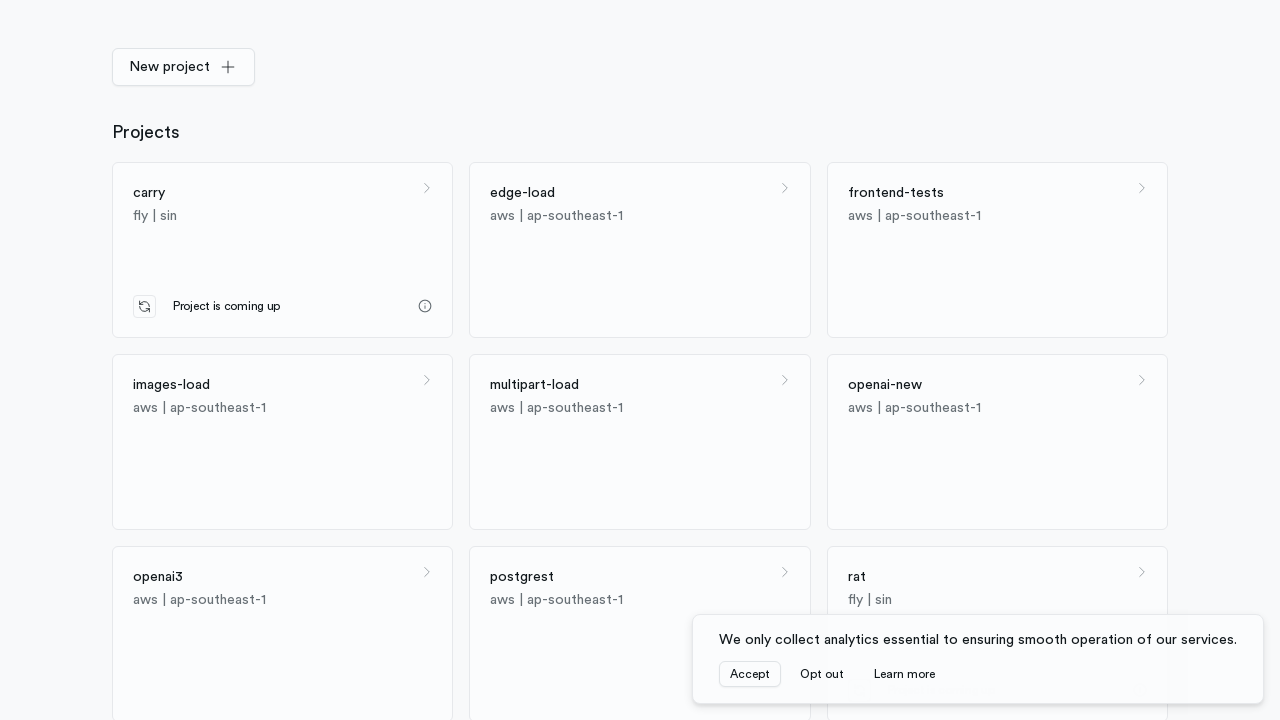 New project
Projects
carry
fly | sin
Project is coming up
edge-load
aws | ap-southeast-1
frontend-tests
aws | ap-southeast-1
images-load
aws | ap-southeast-1
multipart-load
aws | ap-southeast-1
openai-new
aws | ap-southeast-1
openai3
aws | ap-southeast-1
postgrest
aws | ap-southeast-1
rat
fly | sin
We only collect analytics essential to ensuring smooth operation of our services.
Accept Opt out Learn more